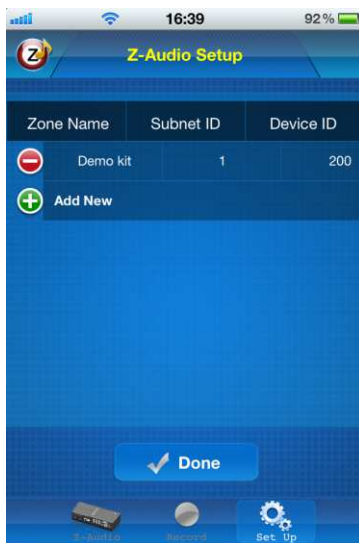 16:39 92%
Z
Z-Audio Setup
Zone Name Subnet ID Device ID
Demo kit 1 200
Add New
Done
Z-Audio Record Set Up